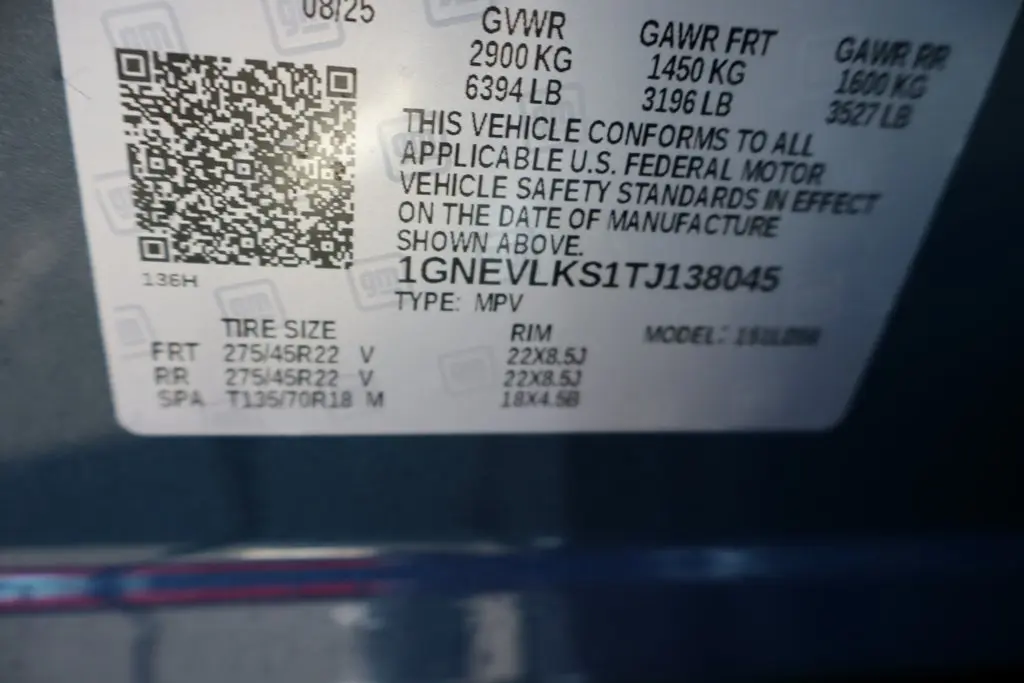 08/25
GVWR GAWR FRT GAWR RR
2900 KG 1450 KG 1600 KG
6394 LB 3196 LB 3527 LB
THIS VEHICLE CONFORMS TO ALL
APPLICABLE U.S. FEDERAL MOTOR
VEHICLE SAFETY STANDARDS IN EFFECT
ON THE DATE OF MANUFACTURE
SHOWN ABOVE.
1GNEVLKS1TJ138045
136H
TYPE: MPV
TIRE SIZE RIM MODEL:
FRT 275/45R22 V 22X8.5J
RR 275/45R22 V 22X8.5J
SPA T135/70R18 M 18X4.5B
gm